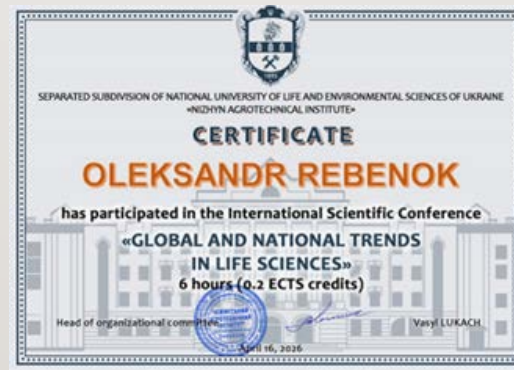 SEPARATED SUBDIVISION OF NATIONAL UNIVERSITY OF LIFE AND ENVIRONMENTAL SCIENCES OF UKRAINE
«NIZHYN AGROTECHNICAL INSTITUTE»
CERTIFICATE
OLEKSANDR REBENOK
has participated in the International Scientific Conference
«GLOBAL AND NATIONAL TRENDS
IN LIFE SCIENCES»
6 hours (0.2 ECTS credits)
Head of organizational committee
Vasyl LUKACH
April 16, 2026